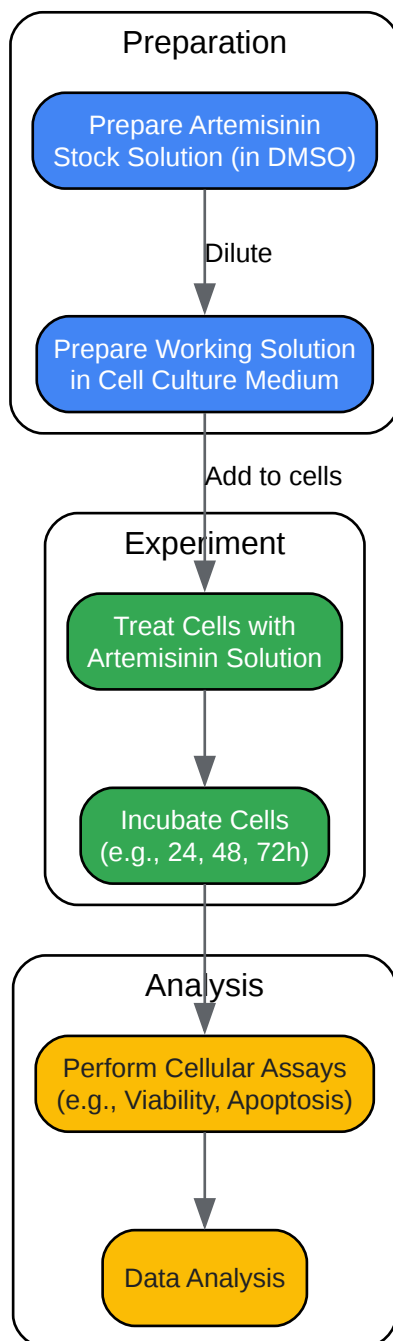 Preparation
Prepare Artemisinin
Stock Solution (in DMSO)
Dilute
Prepare Working Solution
in Cell Culture Medium
Add to cells
Experiment
Treat Cells with
Artemisinin Solution
Incubate Cells
(e.g., 24, 48, 72h)
Analysis
Perform Cellular Assays
(e.g., Viability, Apoptosis)
Data Analysis